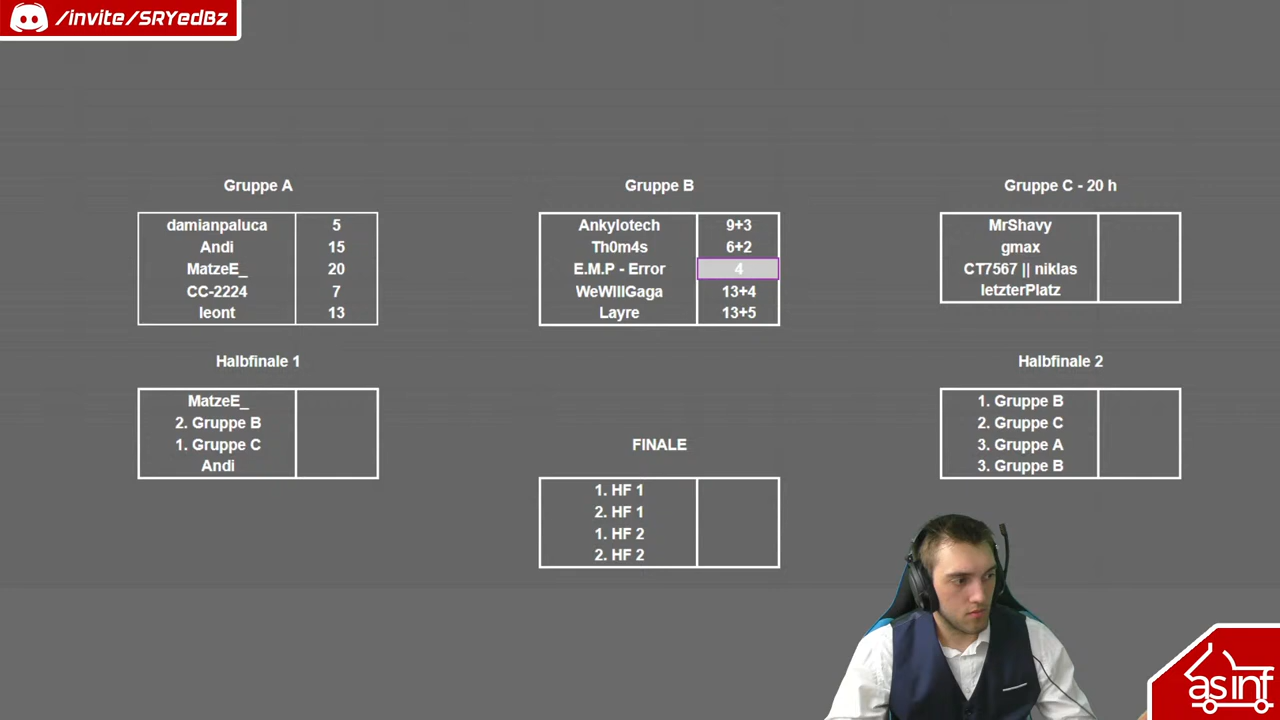 /invite/SRYedBz
Gruppe A
damianpaluca 5
Andi 15
MatzeE_ 20
CC-2224 7
leont 13
Gruppe B
Ankylotech 9+3
Th0m4s 6+2
E.M.P - Error 4
WeWIllGaga 13+4
Layre 13+5
Gruppe C - 20 h
MrShavy
gmax
CT7567 || niklas
letzterPlatz
Halbfinale 1
MatzeE_
2. Gruppe B
1. Gruppe C
Andi
FINALE
1. HF 1
2. HF 1
1. HF 2
2. HF 2
Halbfinale 2
1. Gruppe B
2. Gruppe C
3. Gruppe A
3. Gruppe B
as inf